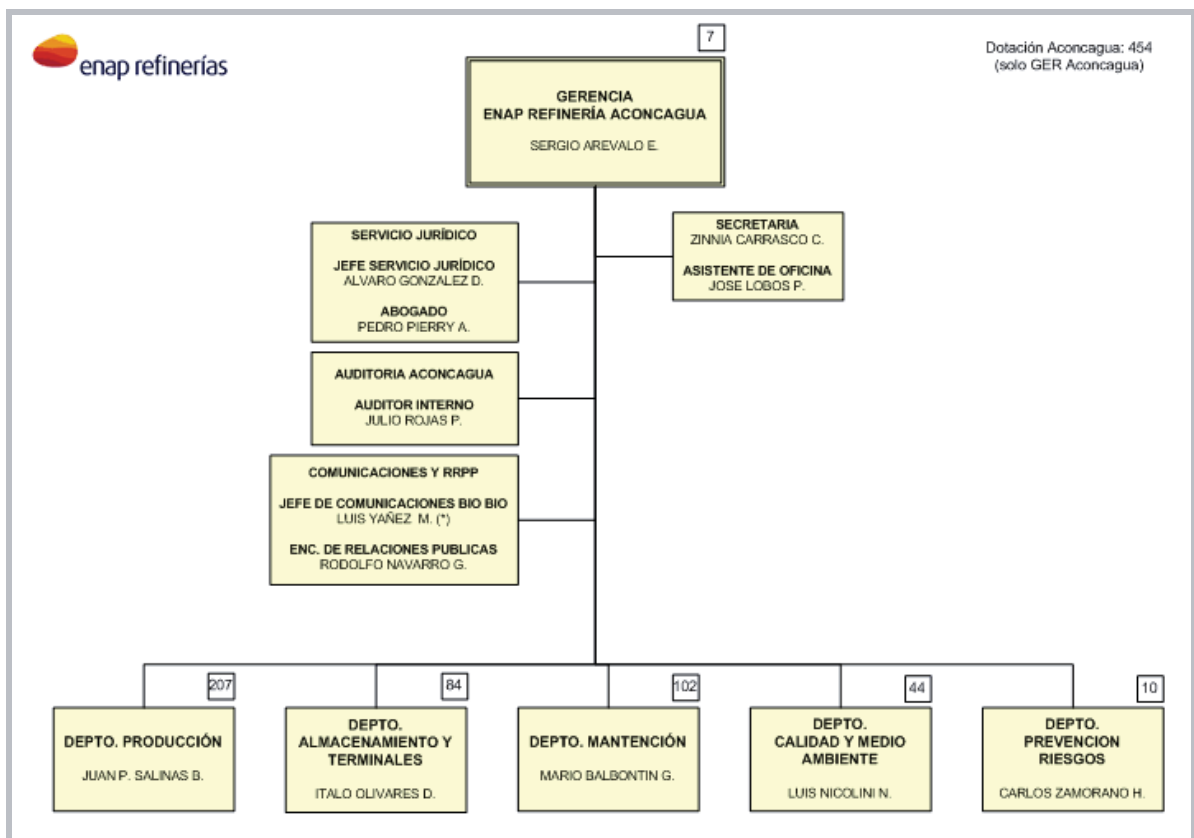 enap refinerías
Dotación Aconcagua: 454
(solo GER Aconcagua)
7
GERENCIA
ENAP REFINERÍA ACONCAGUA
SERGIO AREVALO E.
SERVICIO JURÍDICO
JEFE SERVICIO JURÍDICO
ALVARO GONZALEZ D.
ABOGADO
PEDRO PIERRY A.
SECRETARIA
ZINNIA CARRASCO C.
ASISTENTE DE OFICINA
JOSE LOBOS P.
AUDITORIA ACONCAGUA
AUDITOR INTERNO
JULIO ROJAS P.
COMUNICACIONES Y RRPP
JEFE DE COMUNICACIONES BIO BIO
LUIS YAÑEZ M. (*)
ENC. DE RELACIONES PUBLICAS
RODOLFO NAVARRO G.
207
DEPTO. PRODUCCIÓN
JUAN P. SALINAS B.
84
DEPTO.
ALMACENAMIENTO Y
TERMINALES
ITALO OLIVARES D.
102
DEPTO. MANTENCIÓN
MARIO BALBONTIN G.
44
DEPTO.
CALIDAD Y MEDIO
AMBIENTE
LUIS NICOLINI N.
10
DEPTO.
PREVENCION
RIESGOS
CARLOS ZAMORANO H.